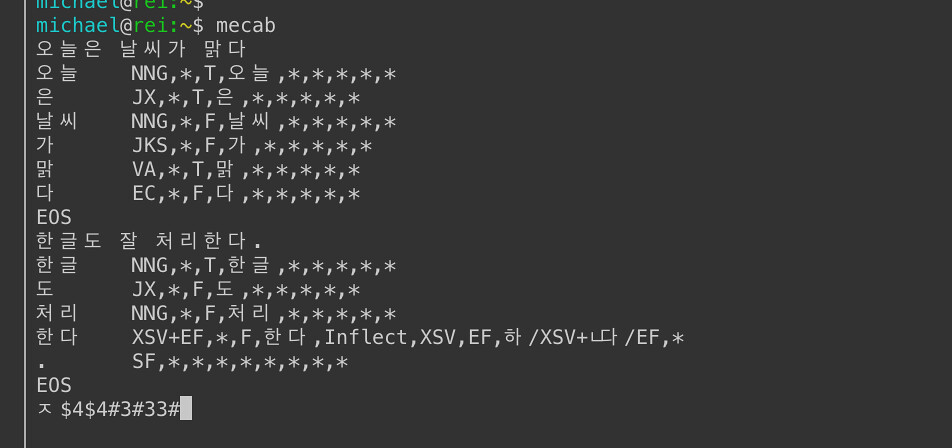 michael@rei:~$
michael@rei:~$ mecab
오늘은 날씨가 맑다
오늘	NNG,*,T,오늘,*,*,*,*,*
은	JX,*,T,은,*,*,*,*,*
날씨	NNG,*,F,날씨,*,*,*,*,*
가	JKS,*,F,가,*,*,*,*,*
맑	VA,*,T,맑,*,*,*,*,*
다	EC,*,F,다,*,*,*,*,*
EOS
한글도 잘 처리한다.
한글	NNG,*,T,한글,*,*,*,*,*
도	JX,*,F,도,*,*,*,*,*
처리	NNG,*,F,처리,*,*,*,*,*
한다	XSV+EF,*,F,한다,Inflect,XSV,EF,하/XSV+ㄴ다/EF,*
.	SF,*,*,*,*,*,*,*,*
EOS
ㅈ$4$4#3#33#